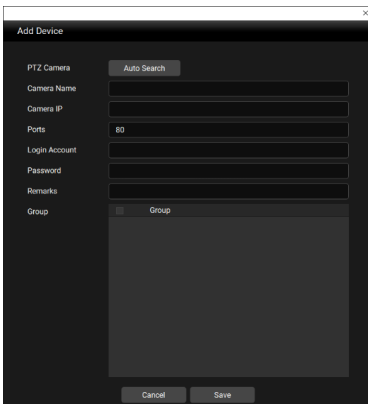 Add Device
PTZ Camera Auto Search
Camera Name
Camera IP
Ports 80
Login Account
Password
Remarks
Group Group
Cancel Save